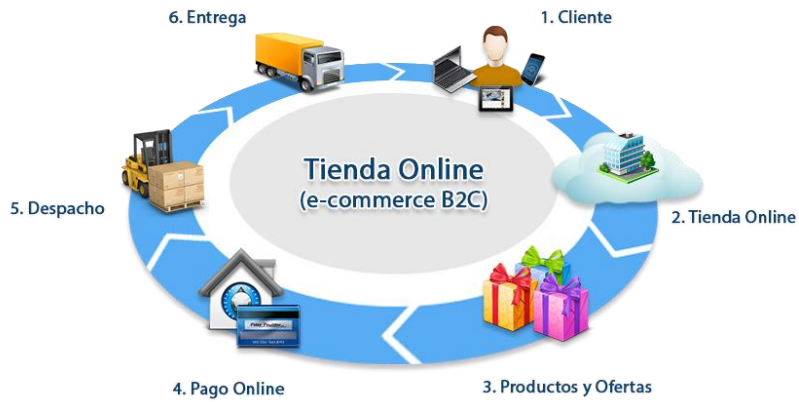 6. Entrega
1. Cliente
Tienda Online
(e-commerce B2C)
5. Despacho
2. Tienda Online
4. Pago Online
3. Productos y Ofertas